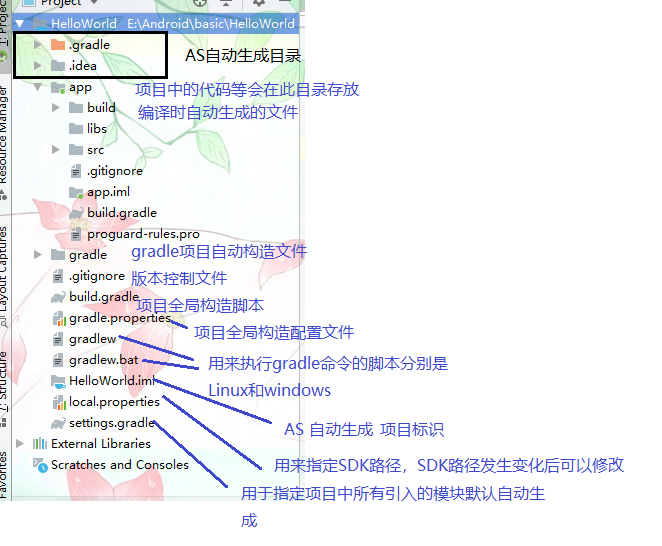 Project
HelloWorld E:\Android\basic\HelloWorld
.gradle
.idea
AS自动生成目录
app
项目中的代码等会在此目录存放
build
编译时自动生成的文件
libs
src
.gitignore
app.iml
build.gradle
proguard-rules.pro
gradle
gradle项目自动构造文件
.gitignore
版本控制文件
build.gradle
项目全局构造脚本
gradle.properties
项目全局构造配置文件
gradlew
gradlew.bat
用来执行gradle命令的脚本分别是
Linux和windows
HelloWorld.iml
AS 自动生成 项目标识
local.properties
用来指定SDK路径，SDK路径发生变化后可以修改
settings.gradle
用于指定项目中所有引入的模块默认自动生
成
External Libraries
Scratches and Consoles
Resource Manager
Layout Captures
7: Structure
Favorites